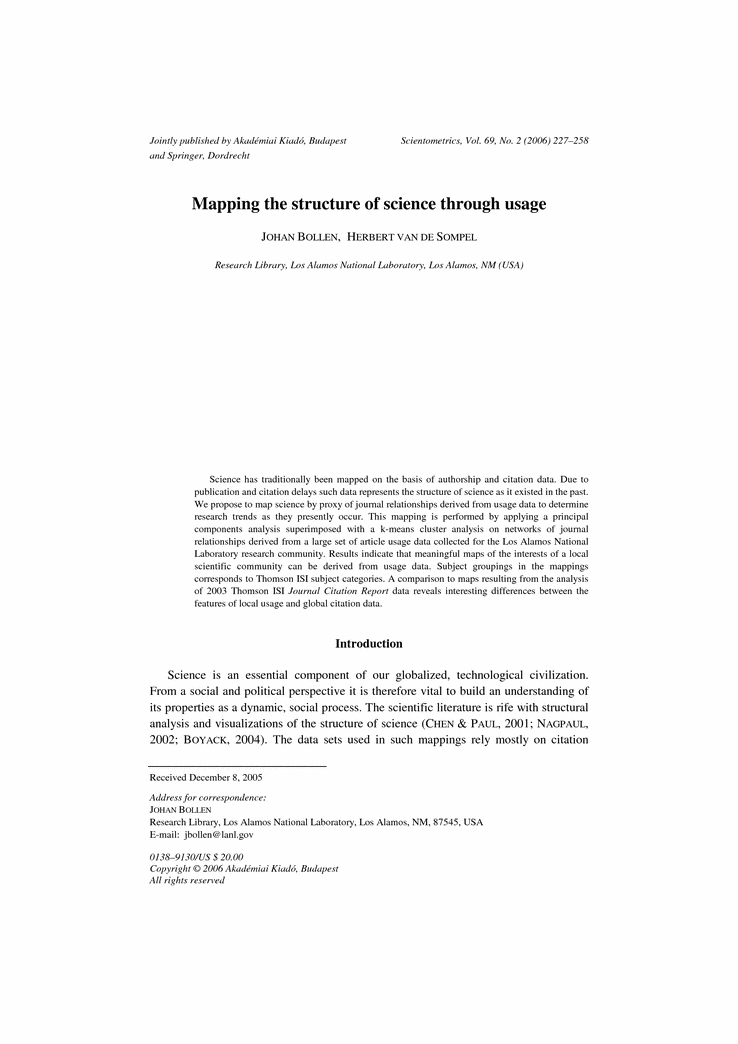 Jointly published by Akadémiai Kiadó, Budapest
and Springer, Dordrecht
Scientometrics, Vol. 69, No. 2 (2006) 227–258
Mapping the structure of science through usage
JOHAN BOLLEN, HERBERT VAN DE SOMPEL
Research Library, Los Alamos National Laboratory, Los Alamos, NM (USA)
Science has traditionally been mapped on the basis of authorship and citation data. Due to
publication and citation delays such data represents the structure of science as it existed in the past.
We propose to map science by proxy of journal relationships derived from usage data to determine
research trends as they presently occur. This mapping is performed by applying a principal
components analysis superimposed with a k-means cluster analysis on networks of journal
relationships derived from a large set of article usage data collected for the Los Alamos National
Laboratory research community. Results indicate that meaningful maps of the interests of a local
scientific community can be derived from usage data. Subject groupings in the mappings
corresponds to Thomson ISI subject categories. A comparison to maps resulting from the analysis
of 2003 Thomson ISI Journal Citation Report data reveals interesting differences between the
features of local usage and global citation data.
Introduction
Science is an essential component of our globalized, technological civilization.
From a social and political perspective it is therefore vital to build an understanding of
its properties as a dynamic, social process. The scientific literature is rife with structural
analysis and visualizations of the structure of science (CHEN & PAUL, 2001; NAGPAUL,
2002; BOYACK, 2004). The data sets used in such mappings rely mostly on citation
Received December 8, 2005
Address for correspondence:
JOHAN BOLLEN
Research Library, Los Alamos National Laboratory, Los Alamos, NM, 87545, USA
E-mail: jbollen@lanl.gov
0138–9130/US $ 20.00
Copyright © 2006 Akadémiai Kiadó, Budapest
All rights reserved